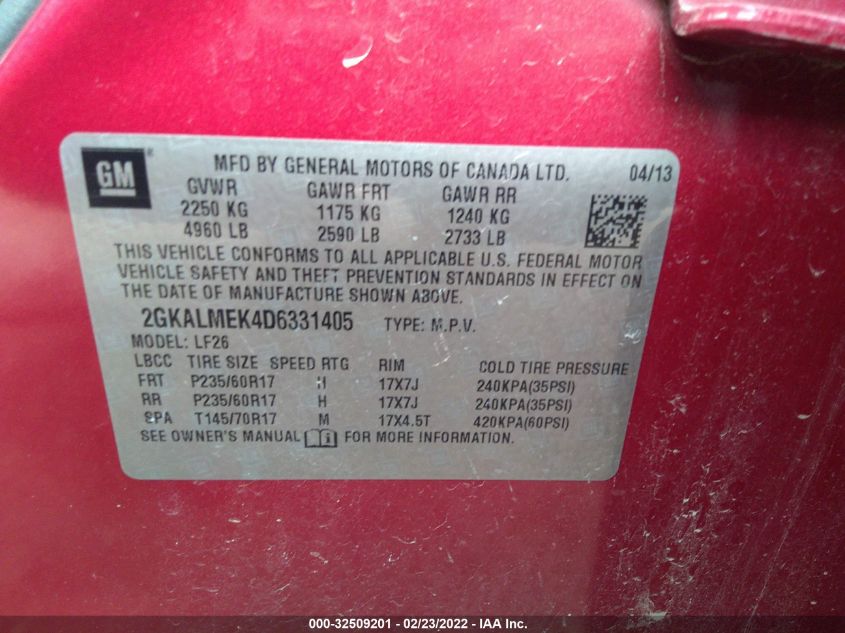 GM ® MFD BY GENERAL MOTORS OF CANADA LTD. 04/13
GVWR GAWR FRT GAWR RR
2250 KG 1175 KG 1240 KG
4960 LB 2590 LB 2733 LB
THIS VEHICLE CONFORMS TO ALL APPLICABLE U.S. FEDERAL MOTOR
VEHICLE SAFETY AND THEFT PREVENTION STANDARDS IN EFFECT ON
THE DATE OF MANUFACTURE SHOWN ABOVE.
2GKALMEK4D6331405 TYPE: M.P.V.
MODEL: LF26
LBCC TIRE SIZE SPEED RTG RIM COLD TIRE PRESSURE
FRT P235/60R17 H 17X7J 240KPA(35PSI)
RR P235/60R17 H 17X7J 240KPA(35PSI)
SPA T145/70R17 M 17X4.5T 420KPA(60PSI)
SEE OWNER'S MANUAL FOR MORE INFORMATION.
000-32509201 - 02/23/2022 - IAA Inc.